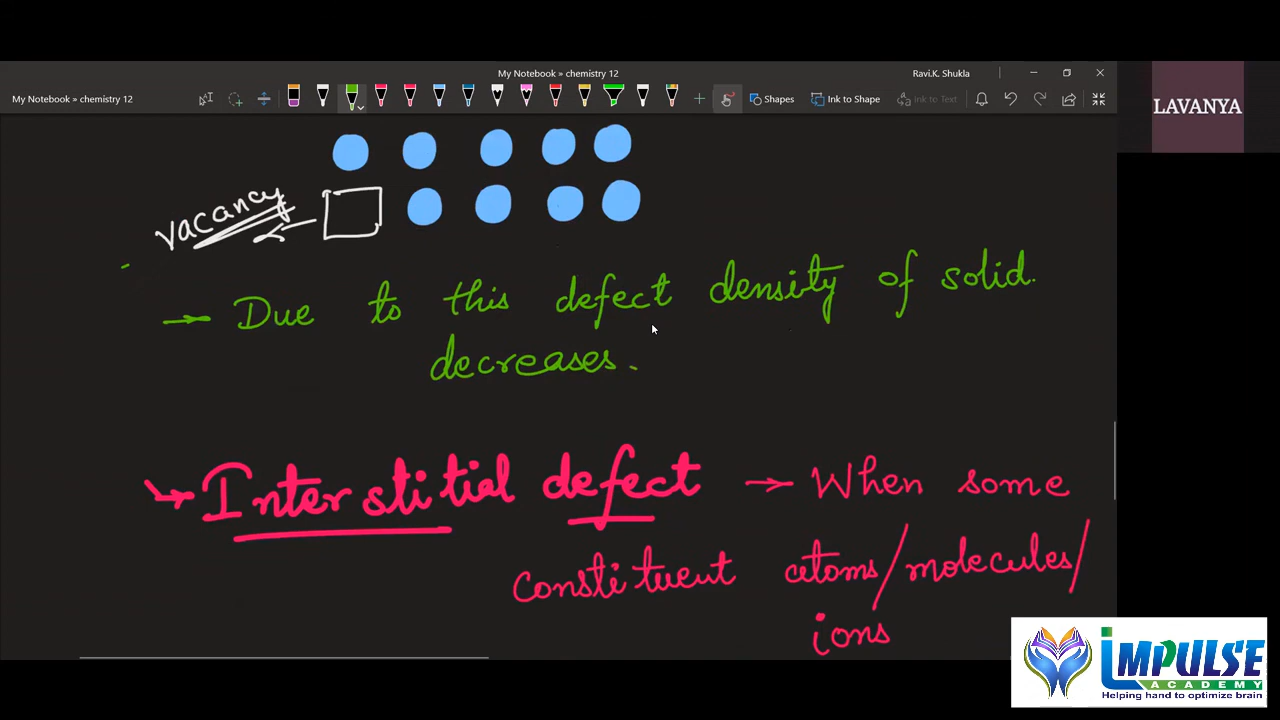 My Notebook » chemistry 12
Ravi.K. Shukla
My Notebook » chemistry 12
Shapes
Ink to Shape
Ink to Text
LAVANYA
vacancy
→ Due to this defect density of solid.
decreases.
→ Interstitial defect → When some
constituent atoms/molecules/
ions
iMPULSE
ACADEMY
Helping hand to optimize brain